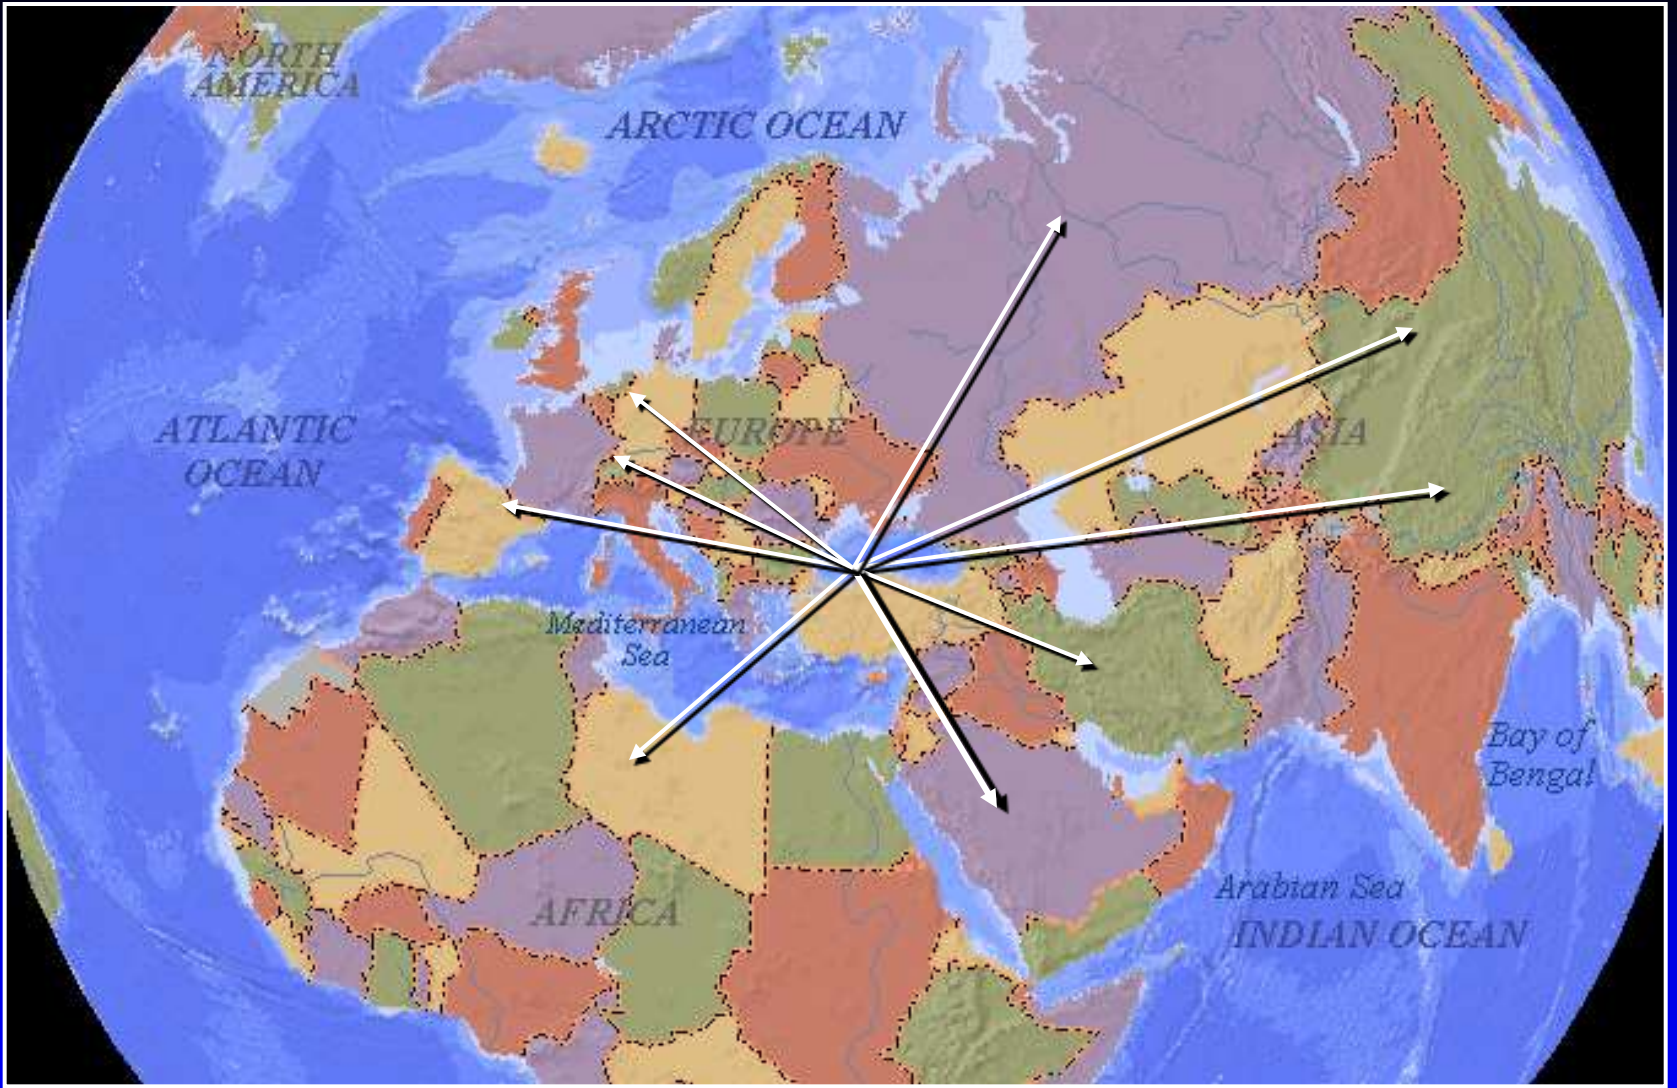 NORTH
AMERICA
ARCTIC OCEAN
ATLANTIC
OCEAN
EUROPE
ASIA
Mediterranean
Sea
Bay of
Bengal
Arabian Sea
AFRICA
INDIAN OCEAN